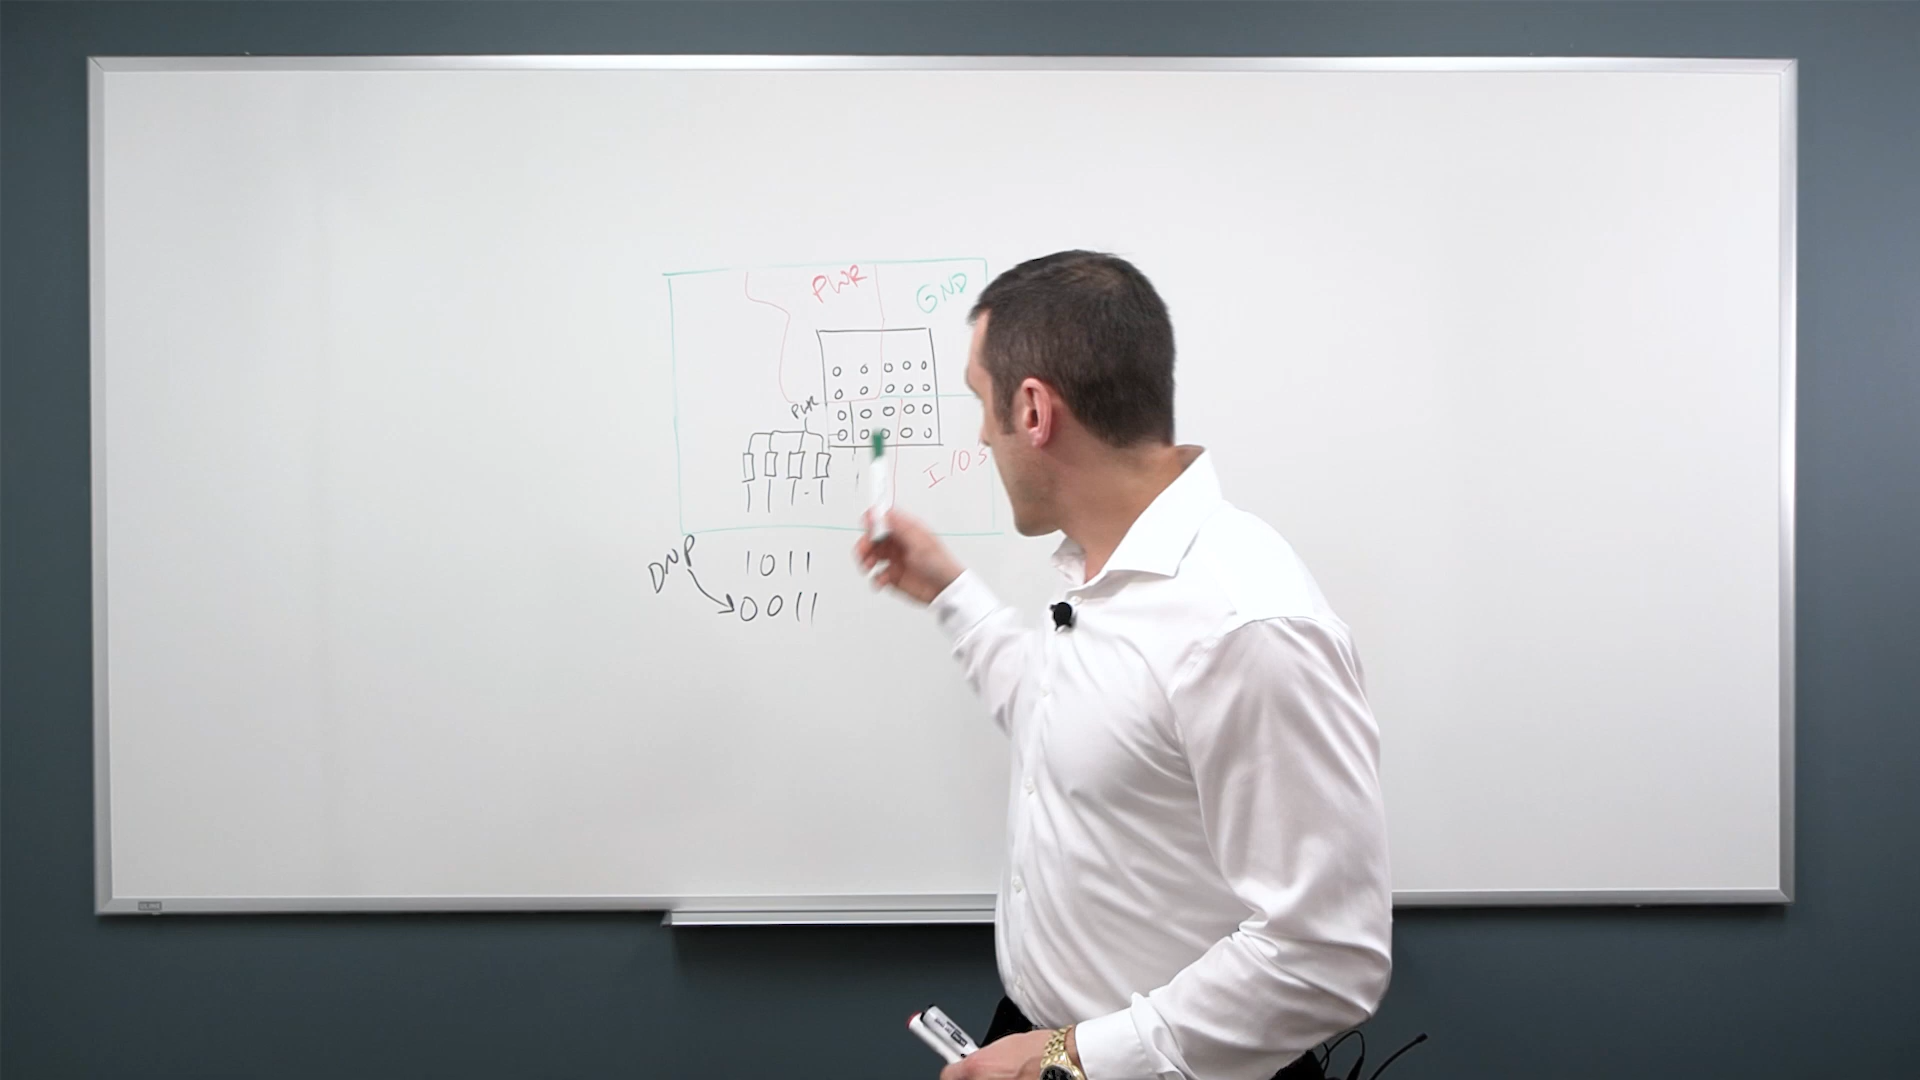 PWR
GND
PWR
I/OS
DNP
1011
0011